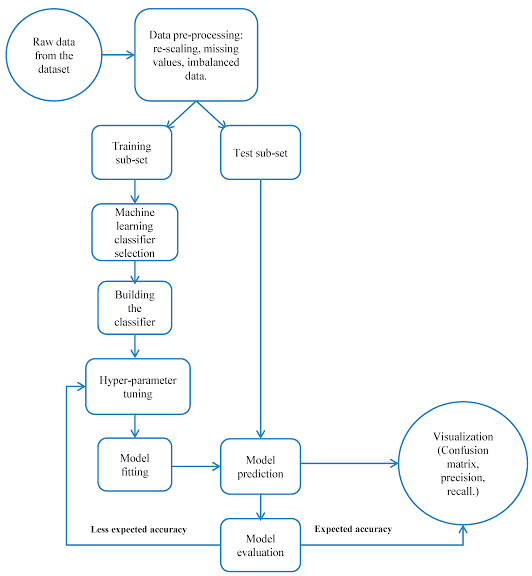 Raw data
from the
dataset
Data pre-processing:
re-scaling, missing
values, imbalanced
data.
Training
sub-set
Test sub-set
Machine
learning
classifier
selection
Building
the
classifier
Hyper-parameter
tuning
Model
fitting
Model
prediction
Visualization
(Confusion
matrix,
precision,
recall.)
Less expected accuracy
Model
evaluation
Expected accuracy